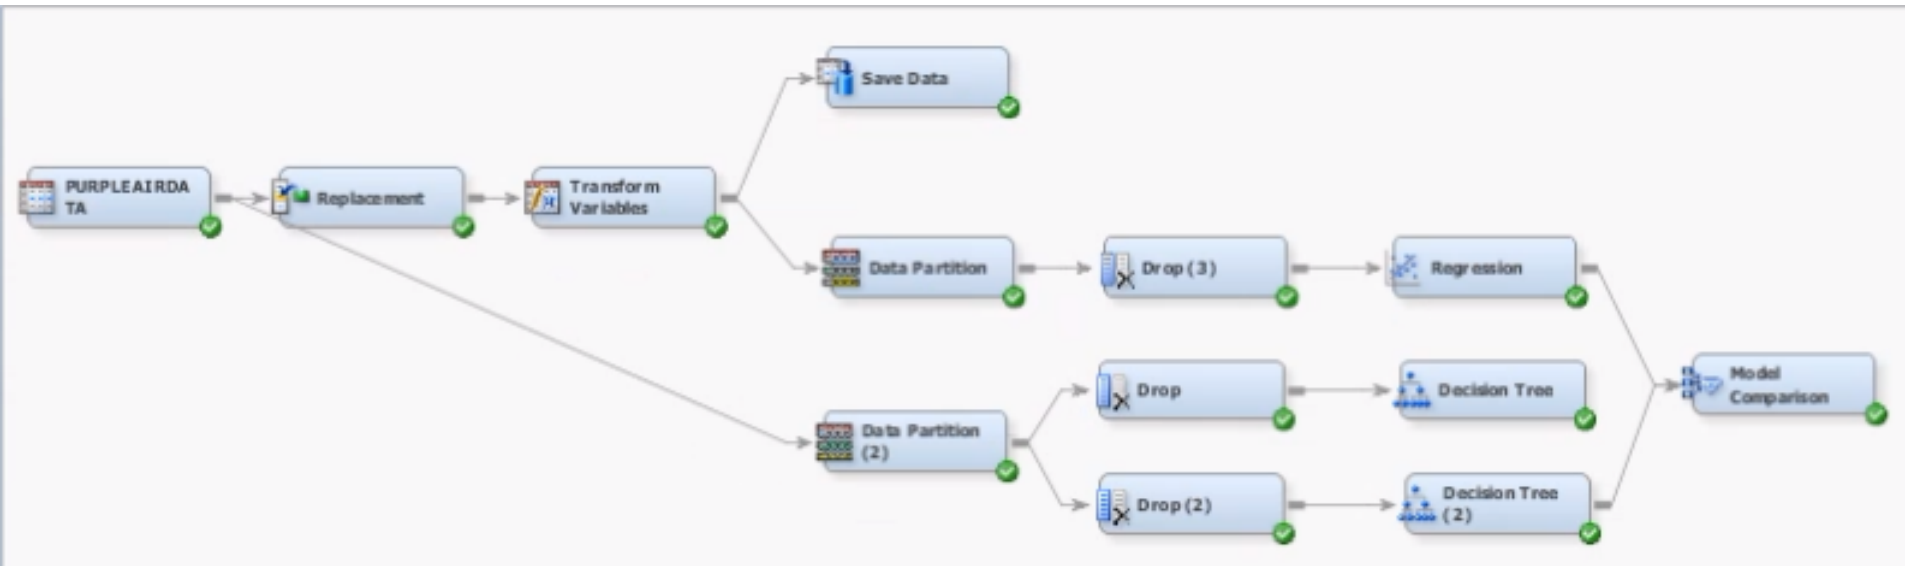 Save Data
PURPLEAIRDA
TA
Replacement
Transform
Variables
Data Partition
Drop (3)
Regression
Drop
Decision Tree
Model
Comparison
Data Partition
(2)
Drop (2)
Decision Tree
(2)